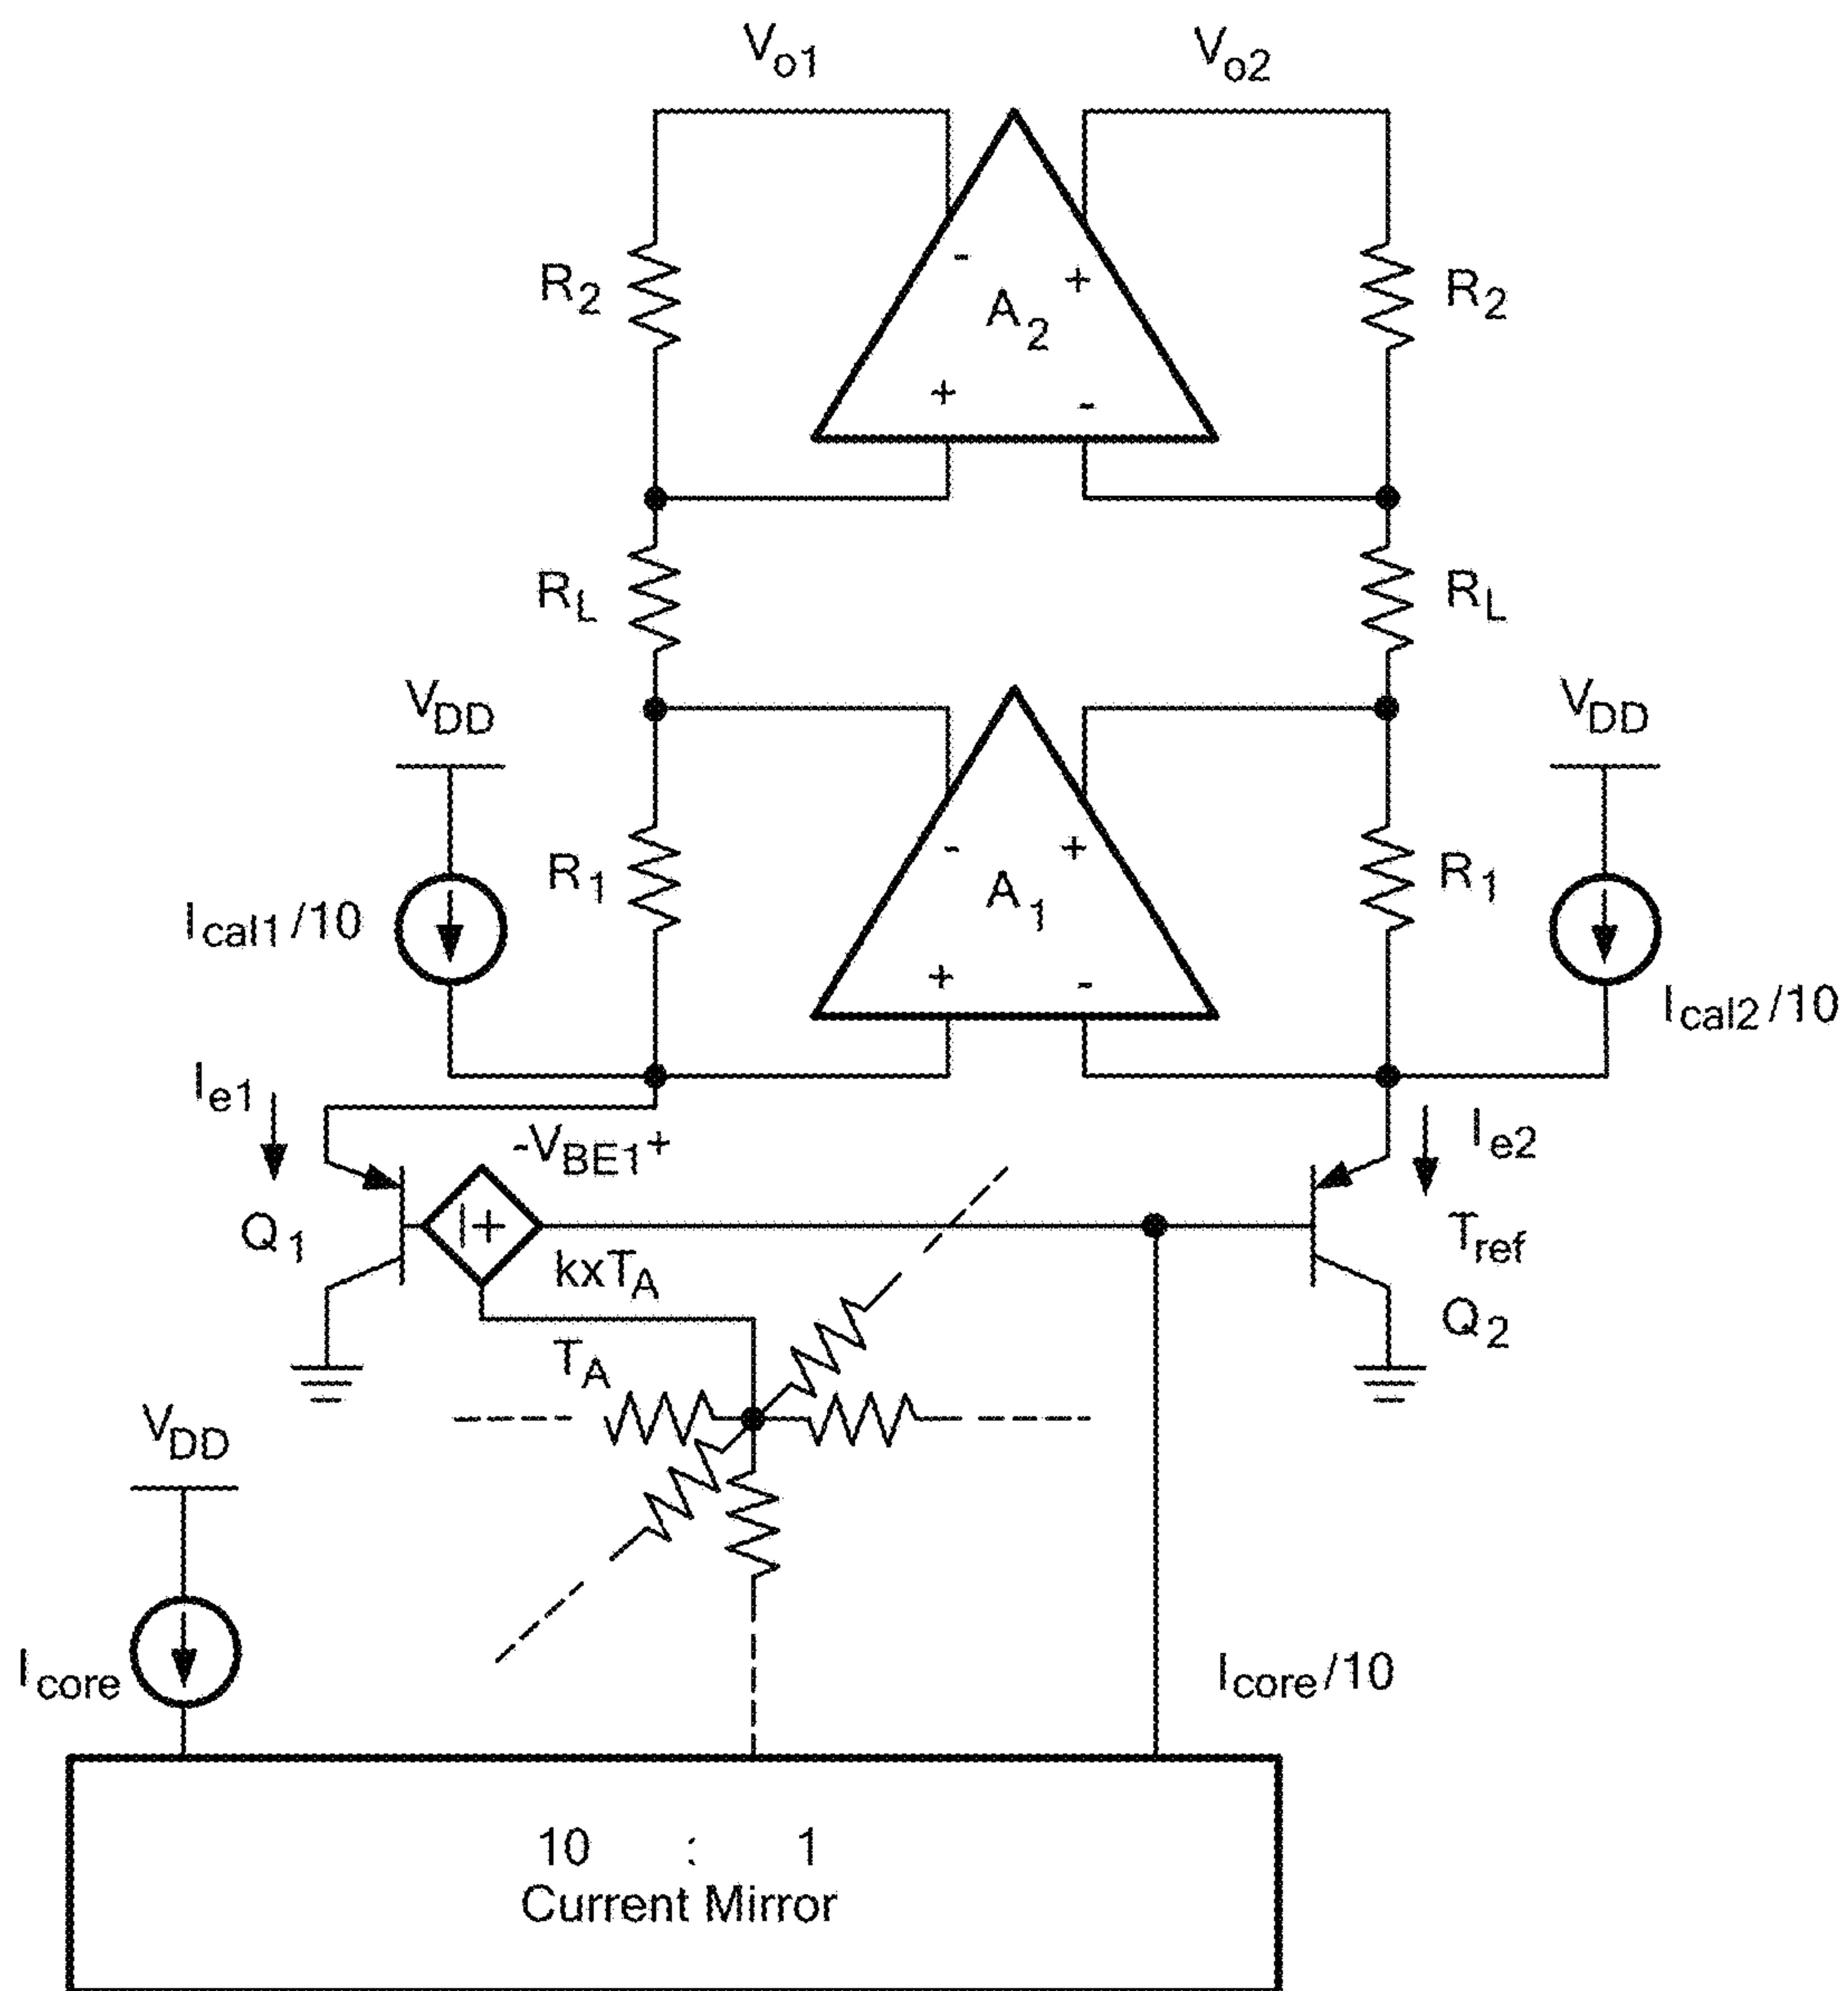 Vo1 Vo2
R2 - + R2
A2
+ -
RL RL
VDD VDD
R1 - + R1
A1
Ical1/10
+ -
Ical2/10
Ie1 Ie2
-VBE1+
Q1 |+ Tref
kxTA
Q2
TA
VDD
Icore Icore/10
10 : 1
Current Mirror